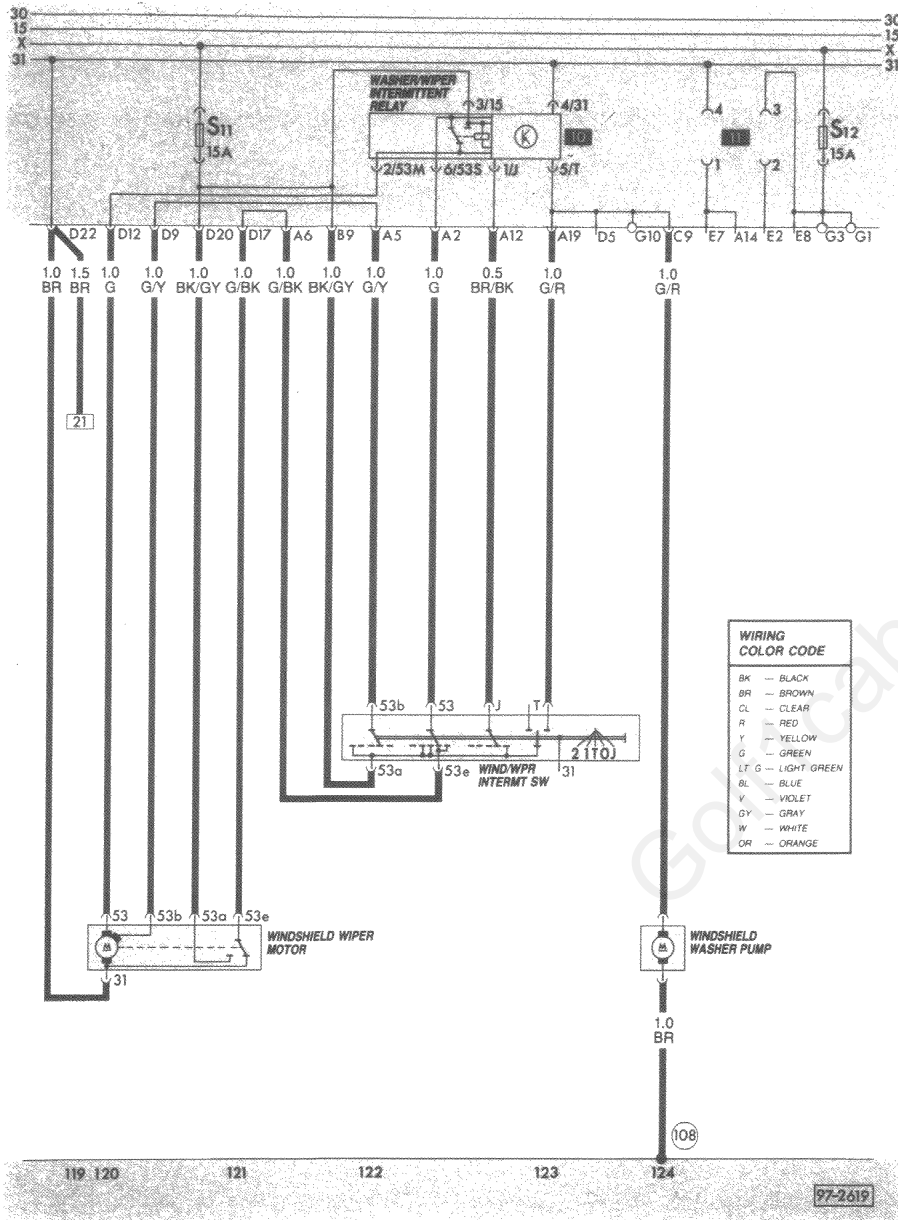 30 30
15 15
X X
31 31
WASHER/WIPER
INTERMITTENT
RELAY
3/15 4/31
4 3
S11
15A
K
10
11
S12
15A
2/53M 6/53S 1/J 5/T
1 2
D22 D12 D9 D20 D17 A6 B9 A5 A2 A12 A19 D5 G10 C9 E7 A14 E2 E8 G3 G1
1.0 1.5 1.0 1.0 1.0 1.0 1.0 1.0 1.0 1.0 0.5 1.0 1.0
BR BR G G/Y BK/GY G/BK G/BK BK/GY G/Y G BR/BK G/R G/R
21
WIRING
COLOR CODE
BK — BLACK
BR — BROWN
CL — CLEAR
R — RED
Y — YELLOW
G — GREEN
LT G — LIGHT GREEN
BL — BLUE
V — VIOLET
GY — GRAY
W — WHITE
OR — ORANGE
53b 53 J T
2 1 T O J
53a 53e 31
WIND/WPR
INTERMT SW
53 53b 53a 53e
M
31
WINDSHIELD WIPER
MOTOR
M
WINDSHIELD
WASHER PUMP
1.0
BR
108
119 120 121 122 123 124
97-2619